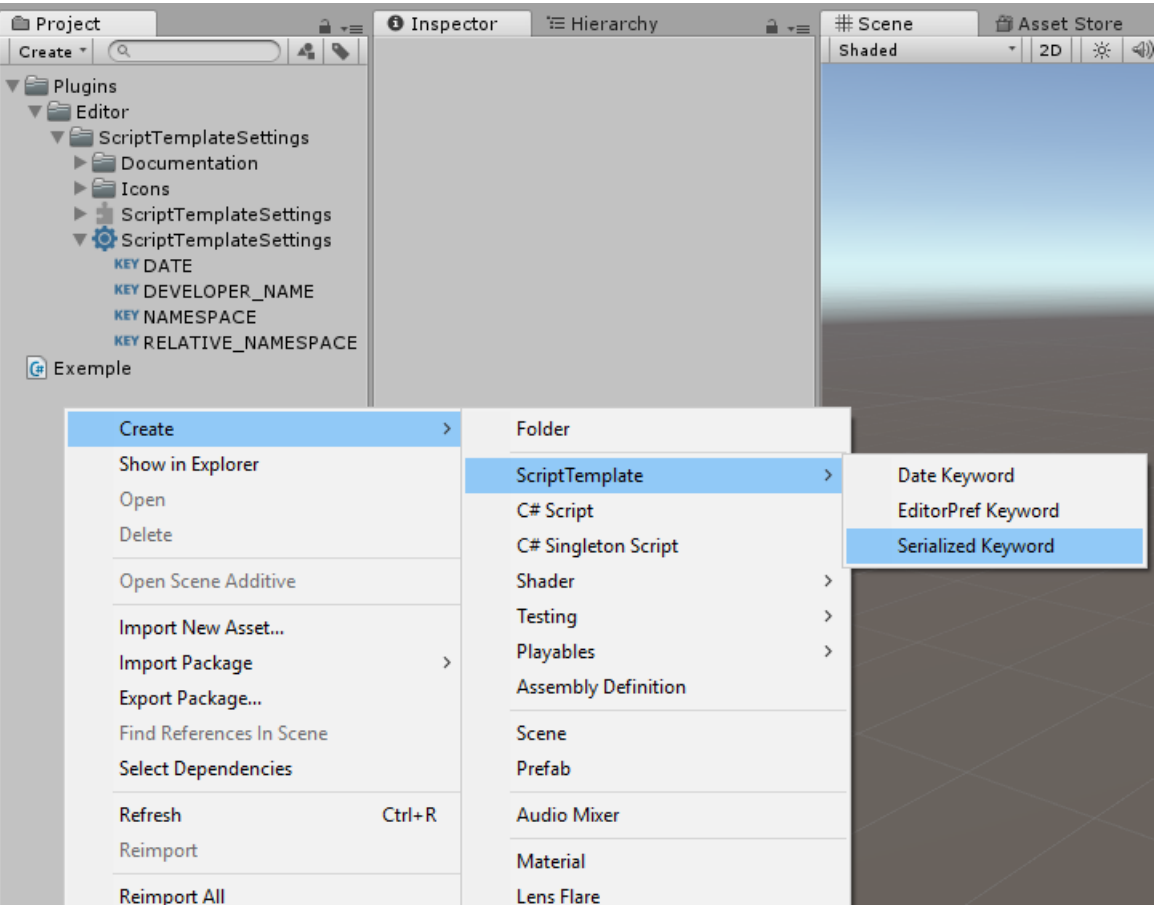 Project
Inspector
Hierarchy
Scene
Asset Store
Create
Shaded
2D
Plugins
Editor
ScriptTemplateSettings
Documentation
Icons
ScriptTemplateSettings
ScriptTemplateSettings
KEY DATE
KEY DEVELOPER_NAME
KEY NAMESPACE
KEY RELATIVE_NAMESPACE
Exemple
Create
Show in Explorer
Open
Delete
Open Scene Additive
Import New Asset...
Import Package
Export Package...
Find References In Scene
Select Dependencies
Refresh Ctrl+R
Reimport
Reimport All
Folder
ScriptTemplate
C# Script
C# Singleton Script
Shader
Testing
Playables
Assembly Definition
Scene
Prefab
Audio Mixer
Material
Lens Flare
Date Keyword
EditorPref Keyword
Serialized Keyword